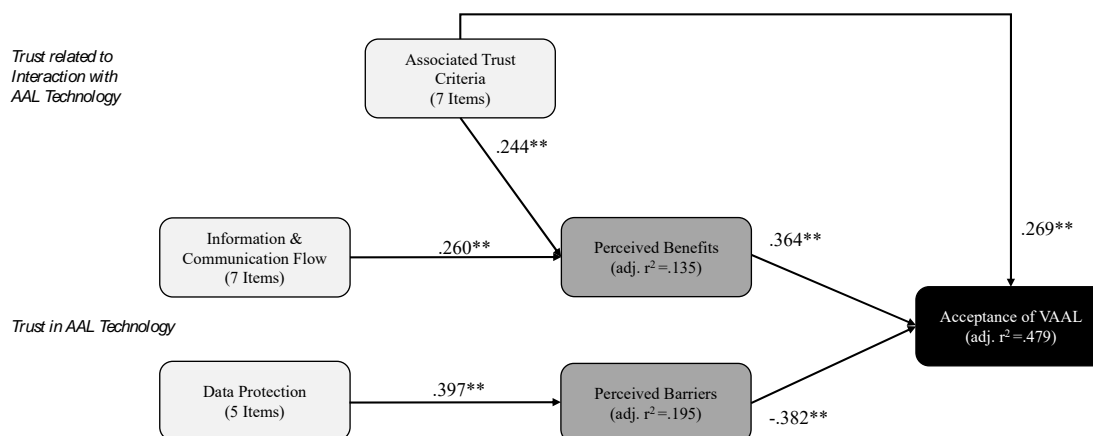 Trust related to
Interaction with
AAL Technology
Associated Trust
Criteria
(7 Items)
.244**
Information &
Communication Flow
(7 Items)
.260**
Perceived Benefits
(adj. r² =.135)
.364**
.269**
Acceptance of VAAL
(adj. r² =.479)
Trust in AAL Technology
Data Protection
(5 Items)
.397**
Perceived Barriers
(adj. r² =.195)
-.382**